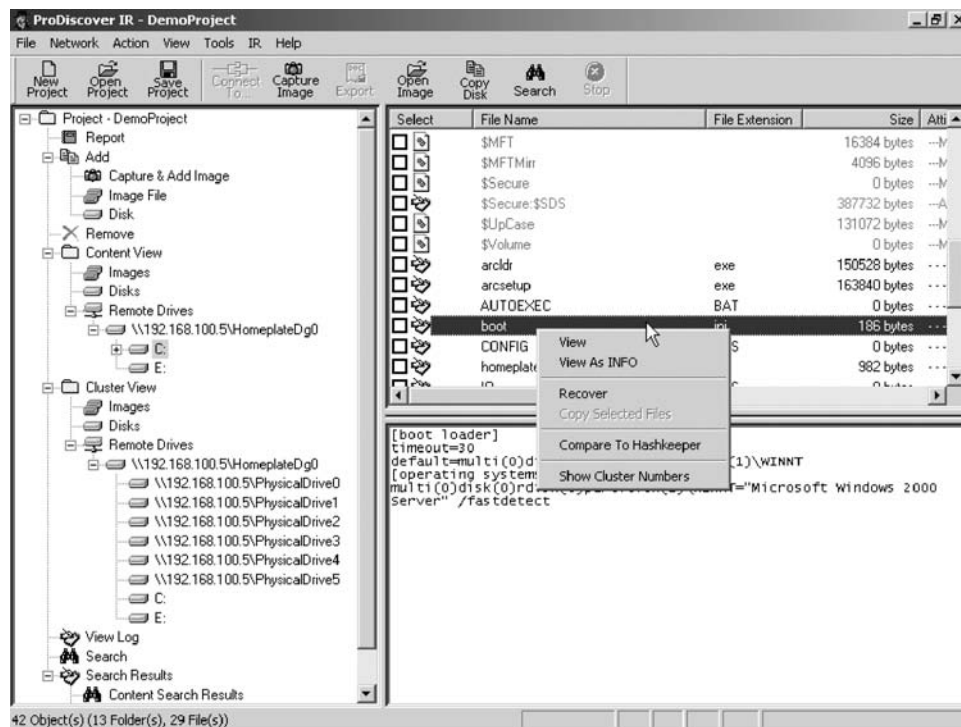 ProDiscover IR - DemoProject
File Network Action View Tools IR Help
New Project
Open Project
Save Project
Connect To...
Capture Image
Export
Open Image
Copy Disk
Search
Stop
Project - DemoProject
Report
Add
Capture & Add Image
Image File
Disk
Remove
Content View
Images
Disks
Remote Drives
\\192.168.100.5\HomeplateDg0
C:
E:
Cluster View
Images
Disks
Remote Drives
\\192.168.100.5\HomeplateDg0
\\192.168.100.5\PhysicalDrive0
\\192.168.100.5\PhysicalDrive1
\\192.168.100.5\PhysicalDrive2
\\192.168.100.5\PhysicalDrive3
\\192.168.100.5\PhysicalDrive4
\\192.168.100.5\PhysicalDrive5
C:
E:
View Log
Search
Search Results
Content Search Results
Select File Name File Extension Size
$MFT 16384 bytes
$MFTMirr 4096 bytes
$Secure 0 bytes
$Secure:$SDS 387732 bytes
$UpCase 131072 bytes
$Volume 0 bytes
arcldr exe 150528 bytes
arcsetup exe 163840 bytes
AUTOEXEC BAT 0 bytes
boot 186 bytes
CONFIG 0 bytes
homeplate 982 bytes
View
View As INFO
Recover
Copy Selected Files
Compare To Hashkeeper
Show Cluster Numbers
[boot loader]
timeout=30
(1)\WINNT
[operating systems
"Microsoft Windows 2000
Server" /fastdetect
42 Object(s) (13 Folder(s), 29 File(s))